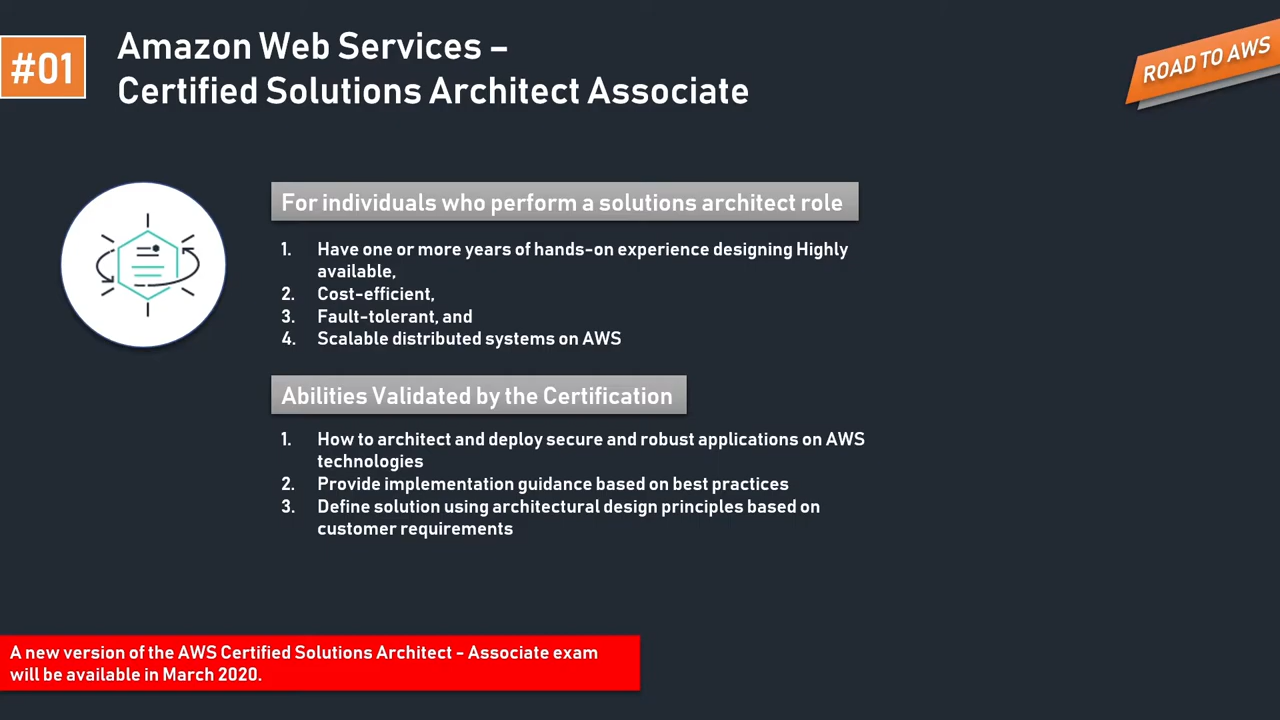 #01
Amazon Web Services –
Certified Solutions Architect Associate
ROAD TO AWS
For individuals who perform a solutions architect role
1. Have one or more years of hands-on experience designing Highly
available,
2. Cost-efficient,
3. Fault-tolerant, and
4. Scalable distributed systems on AWS
Abilities Validated by the Certification
1. How to architect and deploy secure and robust applications on AWS
technologies
2. Provide implementation guidance based on best practices
3. Define solution using architectural design principles based on
customer requirements
A new version of the AWS Certified Solutions Architect - Associate exam
will be available in March 2020.